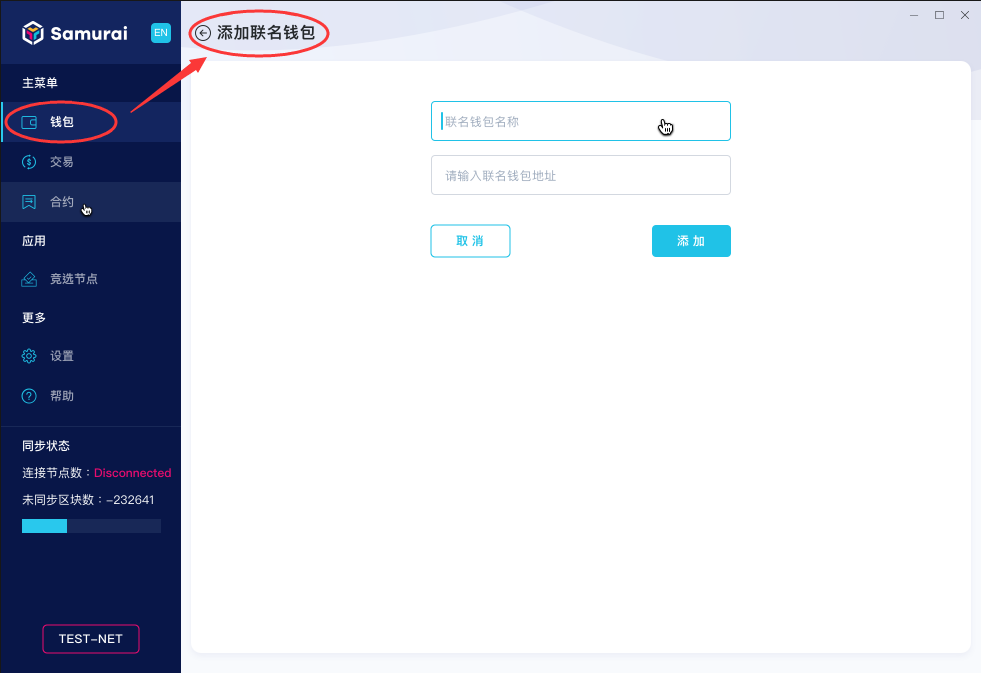 Samurai
EN
主菜单
钱包
交易
合约
应用
竞选节点
更多
设置
帮助
同步状态
连接节点数：Disconnected
未同步区块数：-232641
TEST-NET
添加联名钱包
联名钱包名称
请输入联名钱包地址
取 消
添 加